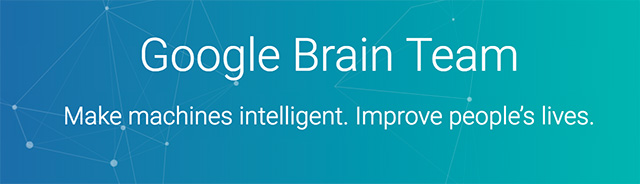 Google Brain Team
Make machines intelligent. Improve people’s lives.